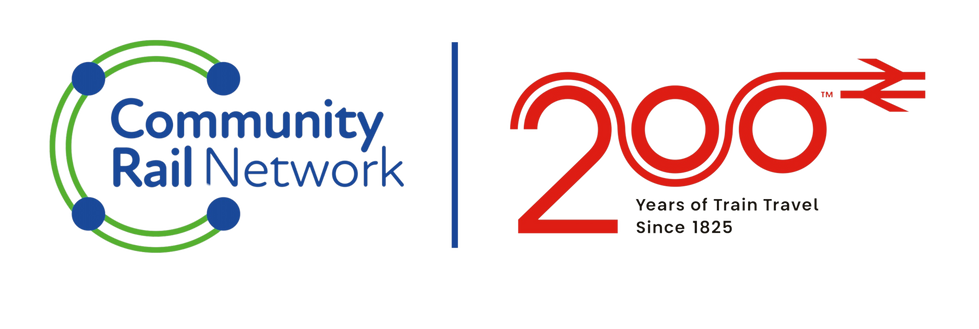 Community
Rail Network
200
™
Years of Train Travel
Since 1825